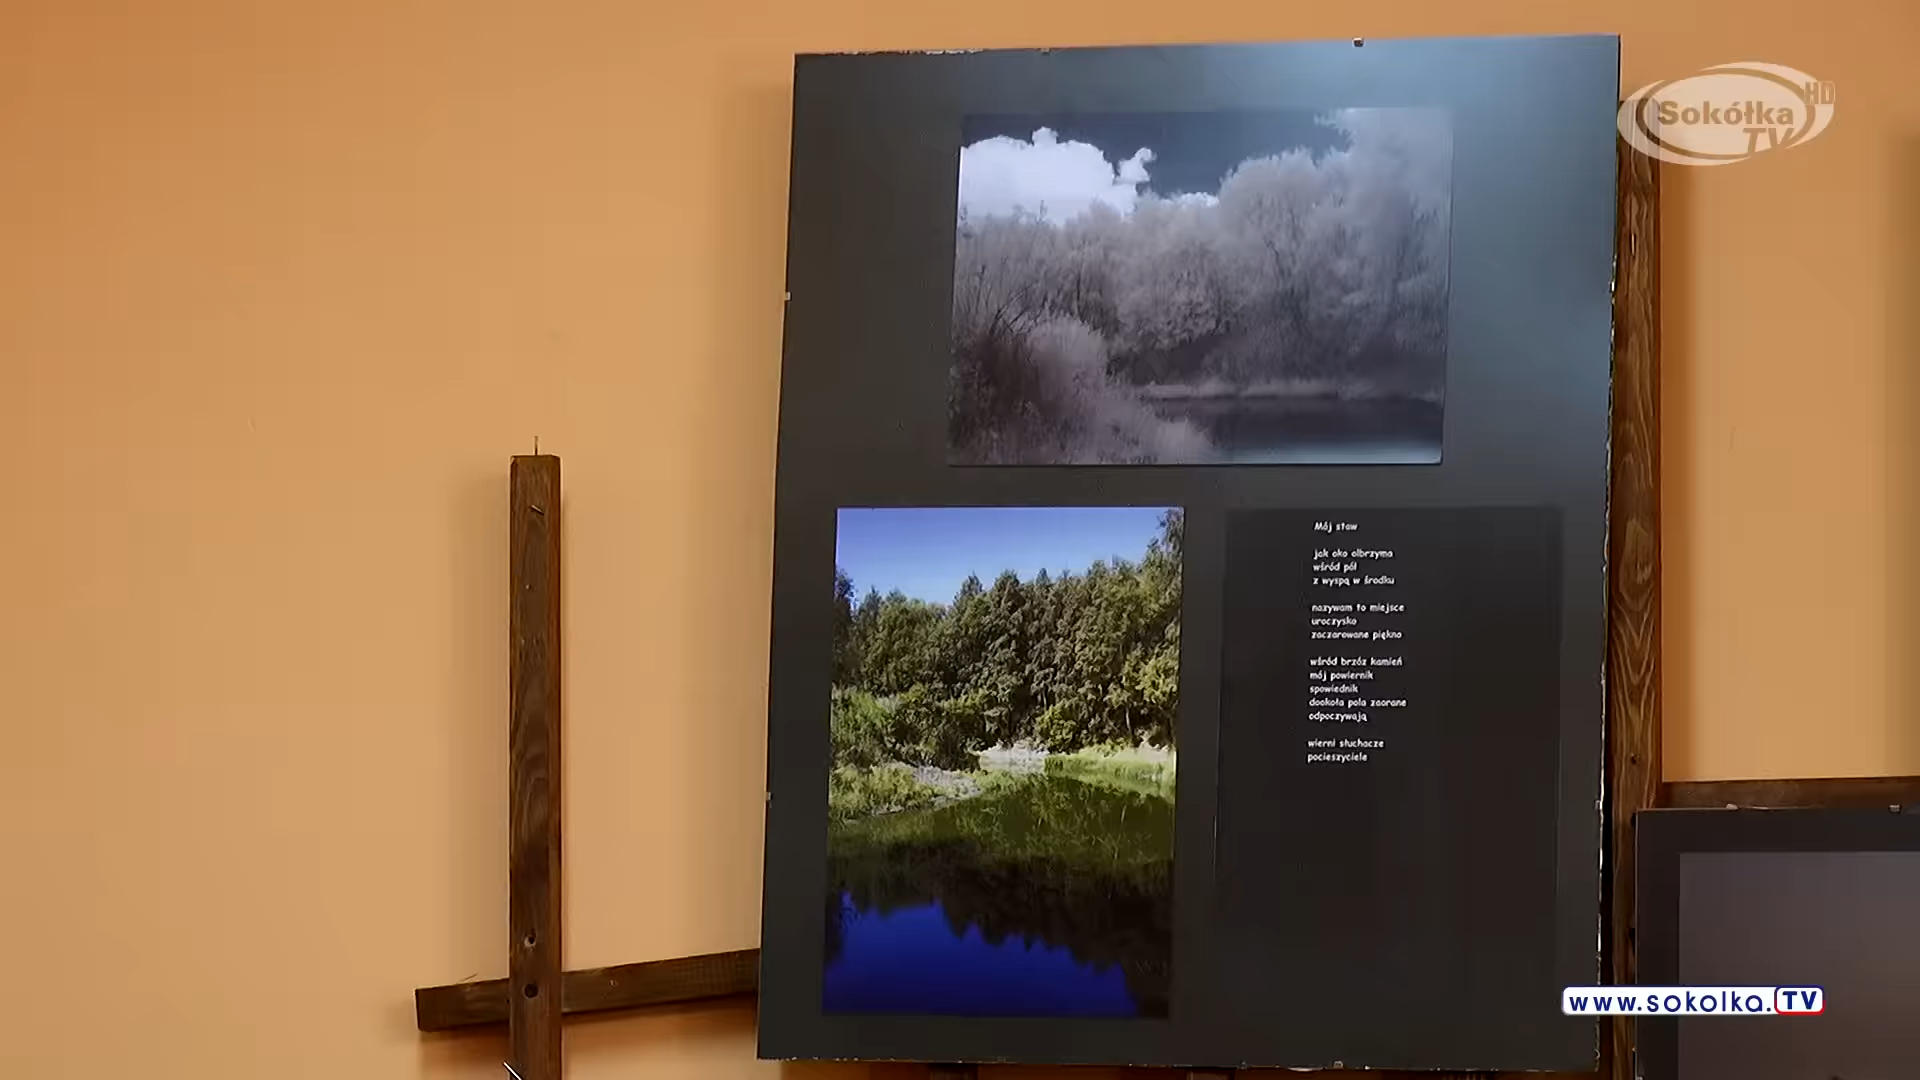 Sokółka HD
TV
Mój staw
jak oko olbrzyma
wśród pól
z wyspą w środku
nazywam to miejsce
uroczysko
zaczarowane piękno
wśród brzóz kamień
mój powiernik
spowiednik
dookoła pola zaorane
odpoczywają
wierni słuchacze
pocieszyciele
www.sokolka.TV